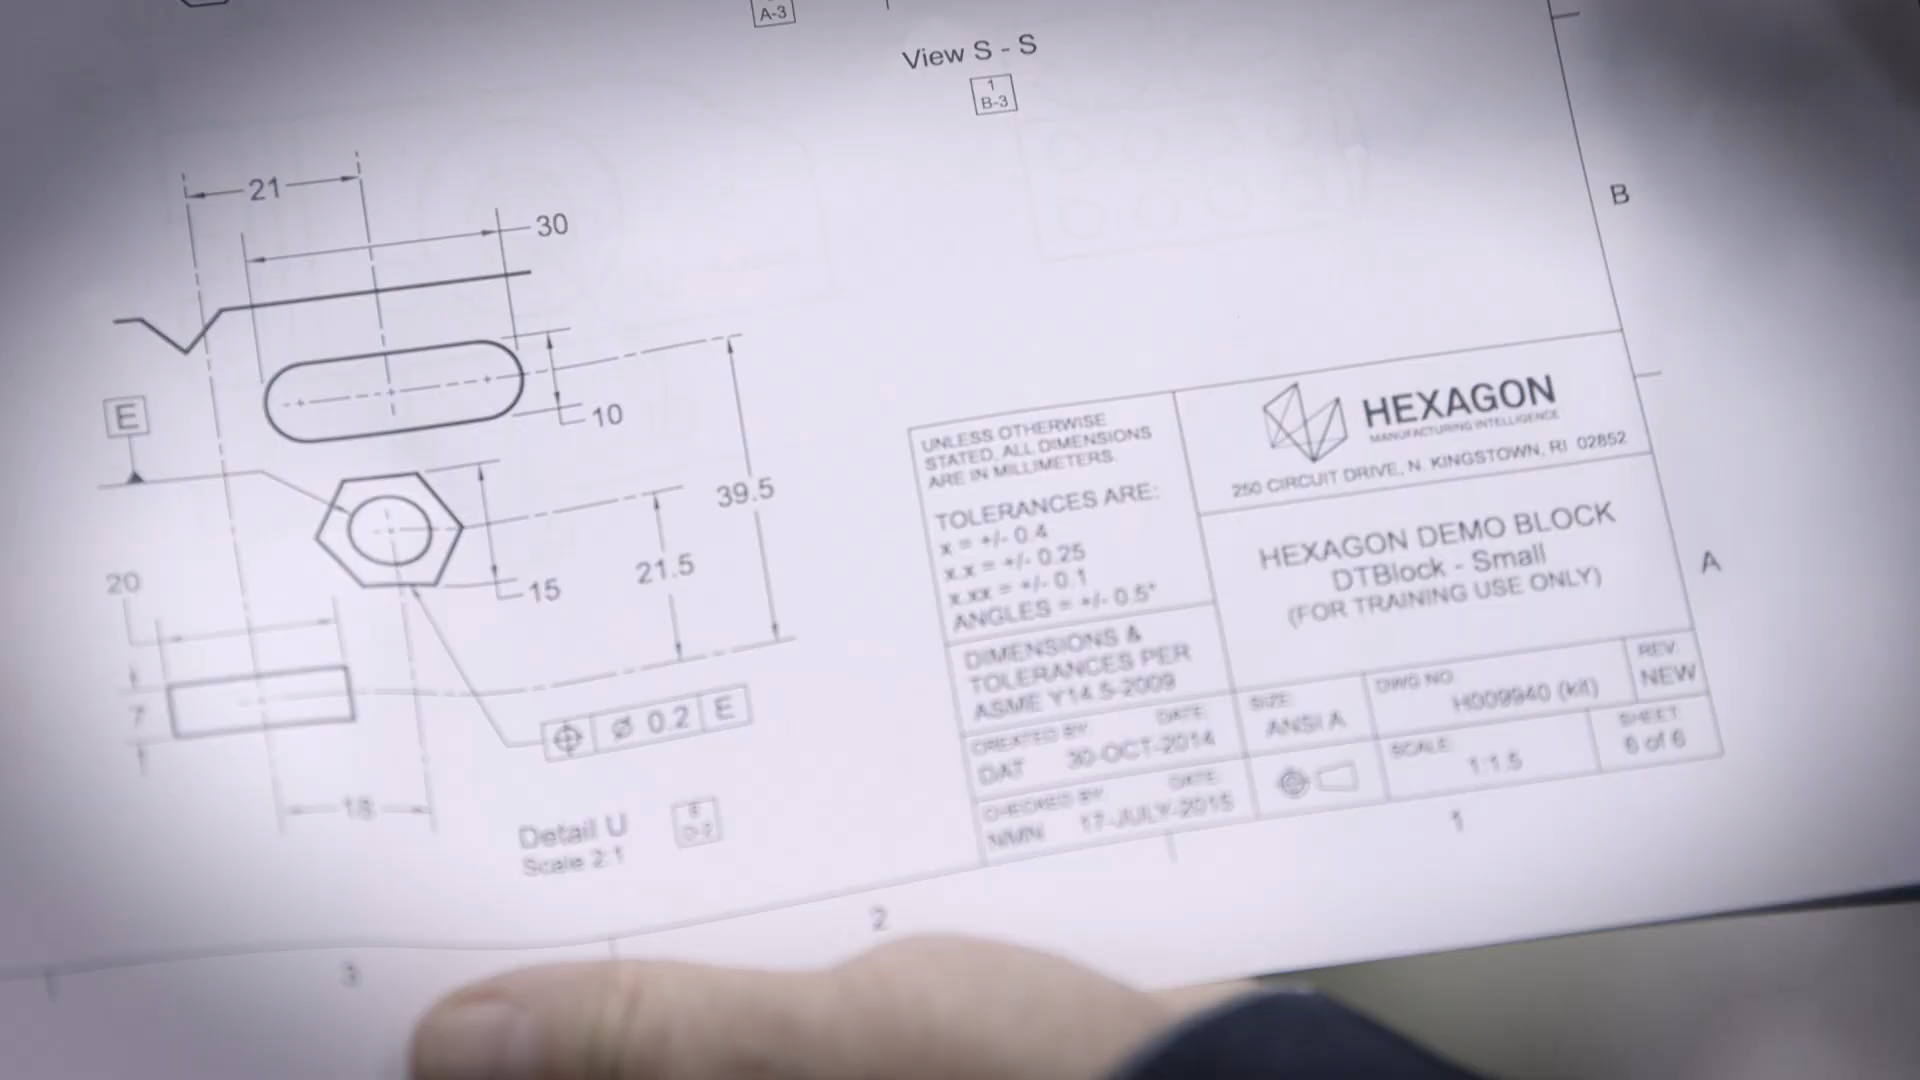 A-3
View S - S
1
B-3
21
30
B
E
10
39.5
21.5
15
20
7
18
⌖ Ø 0.2 E
Detail U
Scale 2:1
UNLESS OTHERWISE
STATED, ALL DIMENSIONS
ARE IN MILLIMETERS.
TOLERANCES ARE:
x = +/- 0.4
x.x = +/- 0.25
x.xx = +/- 0.1
ANGLES = +/- 0.5°
DIMENSIONS &
TOLERANCES PER
ASME Y14.5-2009
CREATED BY: DATE:
DAT 30-OCT-2014
CHECKED BY: DATE:
NMN 17-JULY-2015
HEXAGON
MANUFACTURING INTELLIGENCE
250 CIRCUIT DRIVE, N. KINGSTOWN, RI 02852
HEXAGON DEMO BLOCK
DTBlock - Small
(FOR TRAINING USE ONLY)
SIZE:
ANSI A
DWG NO.
H009940 (kit)
REV.
NEW
SCALE:
1:1.5
SHEET:
6 of 6
A
1
2
3